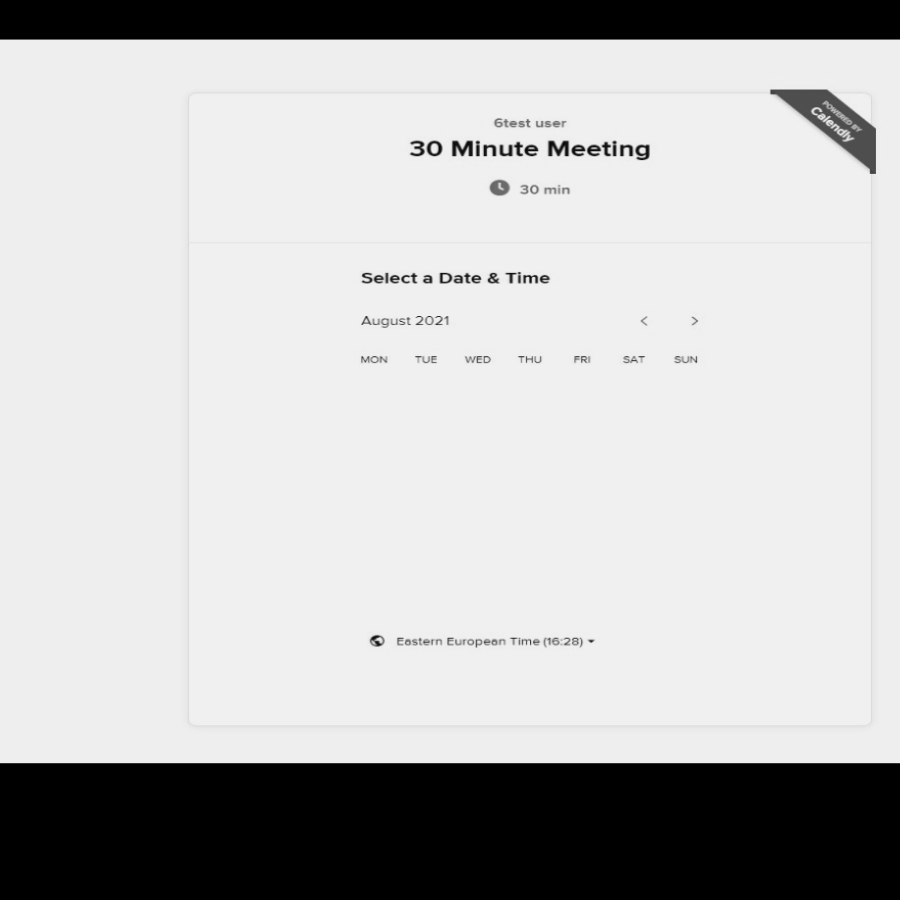 6test user
30 Minute Meeting
30 min
POWERED BY
Calendly
Select a Date & Time
August 2021
MON TUE WED THU FRI SAT SUN
Eastern European Time (16:28)